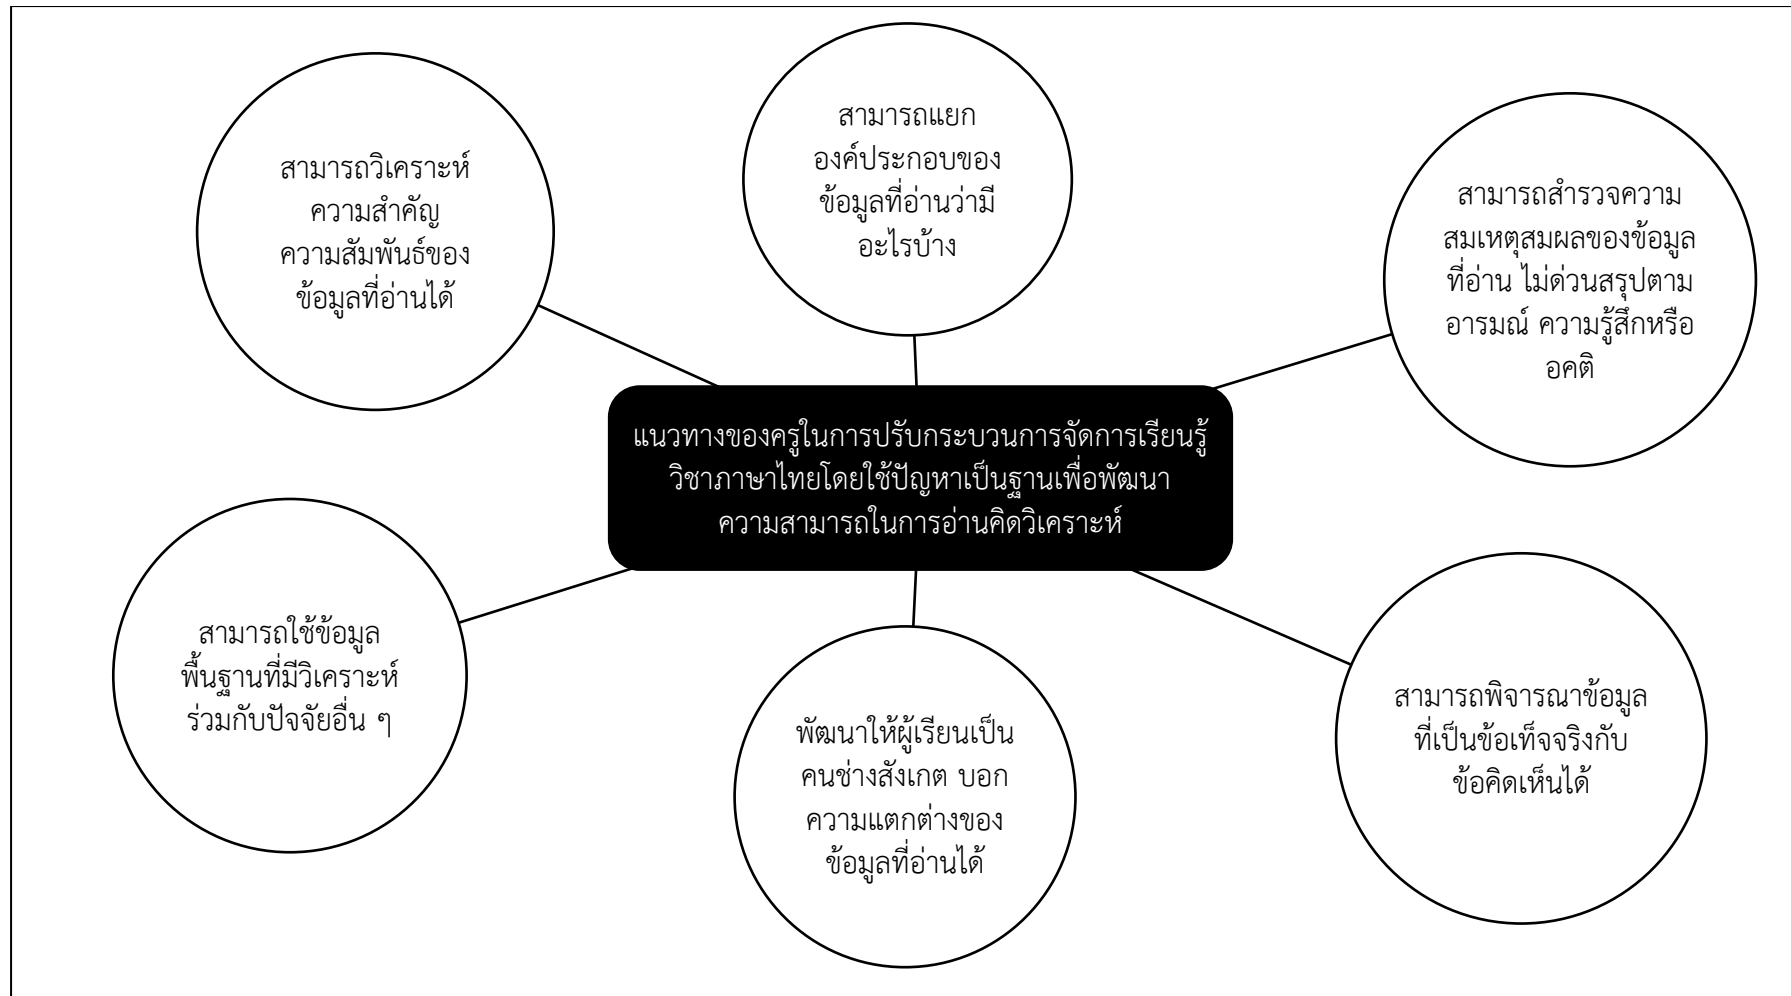 สามารถวิเคราะห์
ความสำคัญ
ความสัมพันธ์ของ
ข้อมูลที่อ่านได้
สามารถแยก
องค์ประกอบของ
ข้อมูลที่อ่านว่ามี
อะไรบ้าง
สามารถสำรวจความ
สมเหตุสมผลของข้อมูล
ที่อ่าน ไม่ด่วนสรุปตาม
อารมณ์ ความรู้สึกหรือ
อคติ
แนวทางของครูในการปรับกระบวนการจัดการเรียนรู้
วิชาภาษาไทยโดยใช้ปัญหาเป็นฐานเพื่อพัฒนา
ความสามารถในการอ่านคิดวิเคราะห์
สามารถใช้ข้อมูล
พื้นฐานที่มีวิเคราะห์
ร่วมกับปัจจัยอื่น ๆ
พัฒนาให้ผู้เรียนเป็น
คนช่างสังเกต บอก
ความแตกต่างของ
ข้อมูลที่อ่านได้
สามารถพิจารณาข้อมูล
ที่เป็นข้อเท็จจริงกับ
ข้อคิดเห็นได้